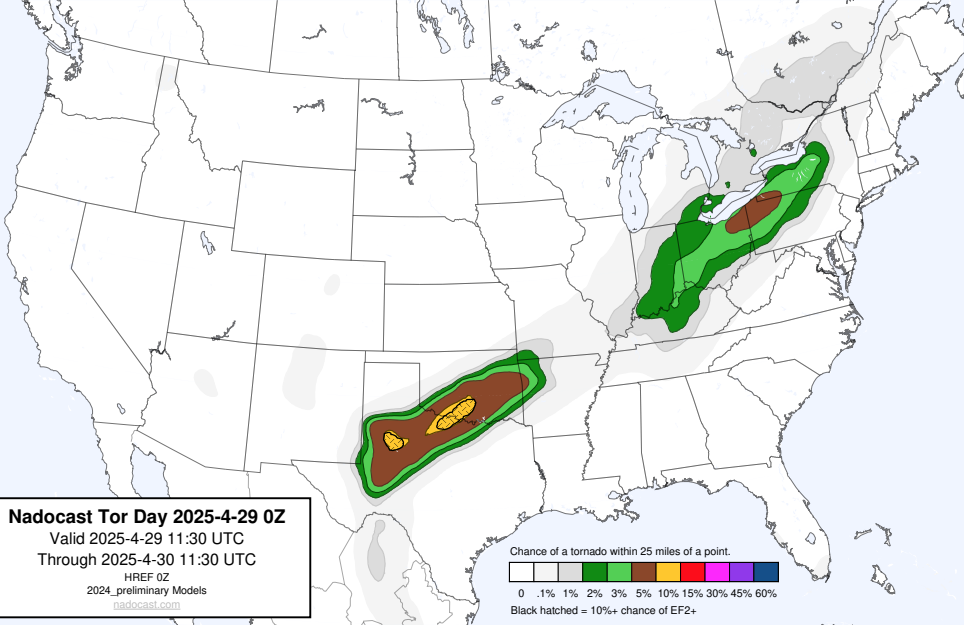 Nadocast Tor Day 2025-4-29 0Z
Valid 2025-4-29 11:30 UTC
Through 2025-4-30 11:30 UTC
HREF 0Z
2024_preliminary Models
nadocast.com
Chance of a tornado within 25 miles of a point.
0 .1% 1% 2% 3% 5% 10% 15% 30% 45% 60%
Black hatched = 10%+ chance of EF2+